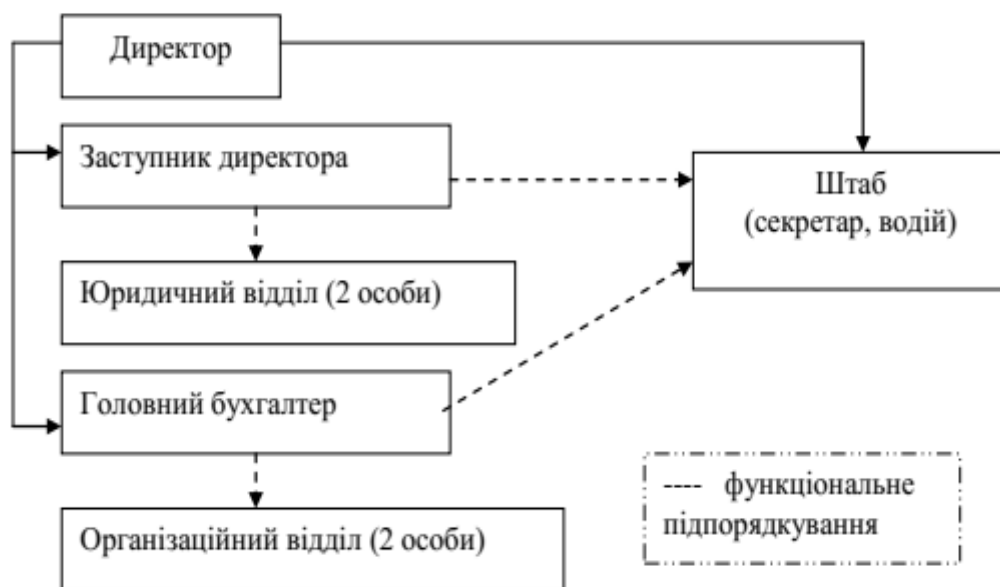 Директор
Заступник директора
Штаб
(секретар, водій)
Юридичний відділ (2 особи)
Головний бухгалтер
---- функціональне
підпорядкування
Організаційний відділ (2 особи)